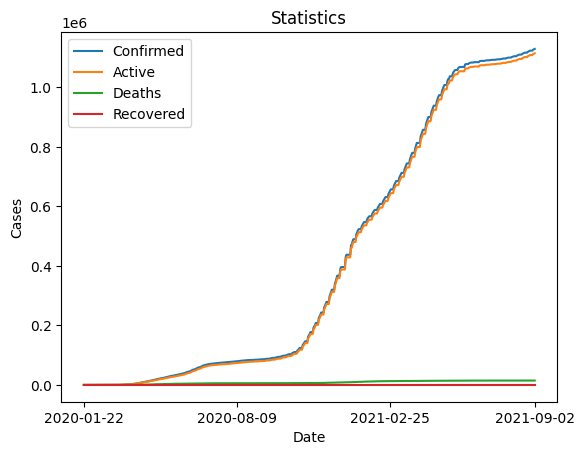 Statistics
1e6
Confirmed
Active
Deaths
Recovered
Cases
1.0
0.8
0.6
0.4
0.2
0.0
2020-01-22 2020-08-09 2021-02-25 2021-09-02
Date